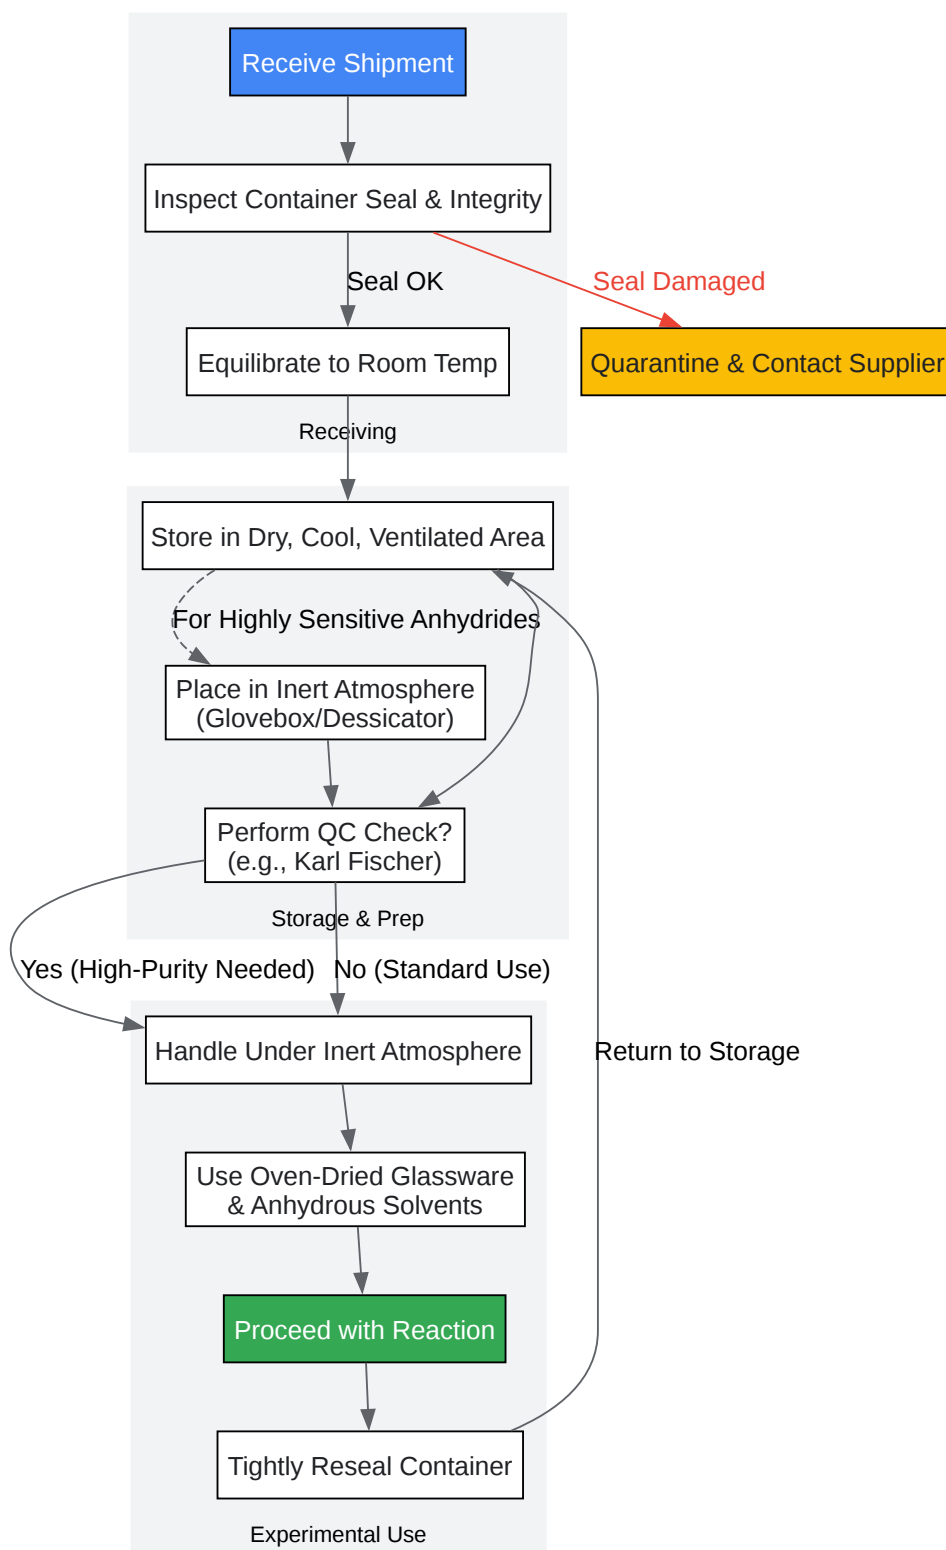 Receive Shipment
Inspect Container Seal & Integrity
Seal OK
Seal Damaged
Equilibrate to Room Temp
Quarantine & Contact Supplier
Receiving
Store in Dry, Cool, Ventilated Area
For Highly Sensitive Anhydrides
Place in Inert Atmosphere
(Glovebox/Dessicator)
Perform QC Check?
(e.g., Karl Fischer)
Storage & Prep
Yes (High-Purity Needed)
No (Standard Use)
Handle Under Inert Atmosphere
Return to Storage
Use Oven-Dried Glassware
& Anhydrous Solvents
Proceed with Reaction
Tightly Reseal Container
Experimental Use